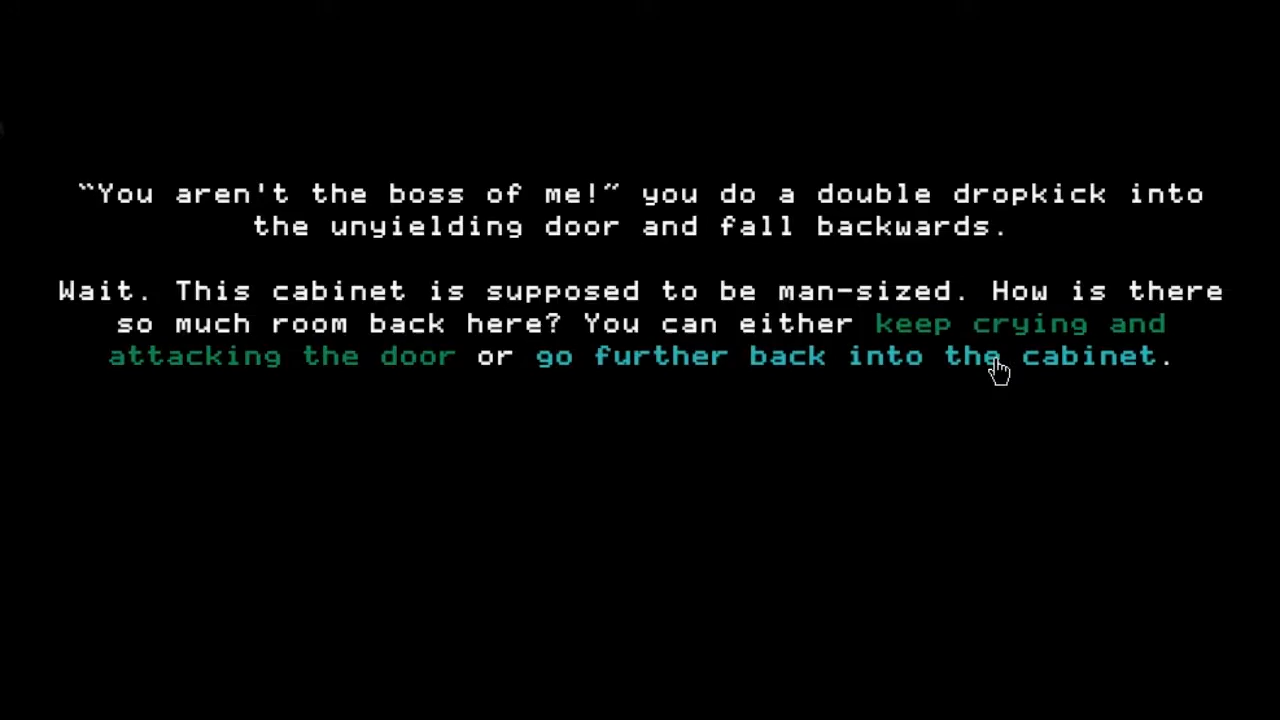 “You aren't the boss of me!” you do a double dropkick into
the unyielding door and fall backwards.
Wait. This cabinet is supposed to be man-sized. How is there
so much room back here? You can either keep crying and
attacking the door or go further back into the cabinet.